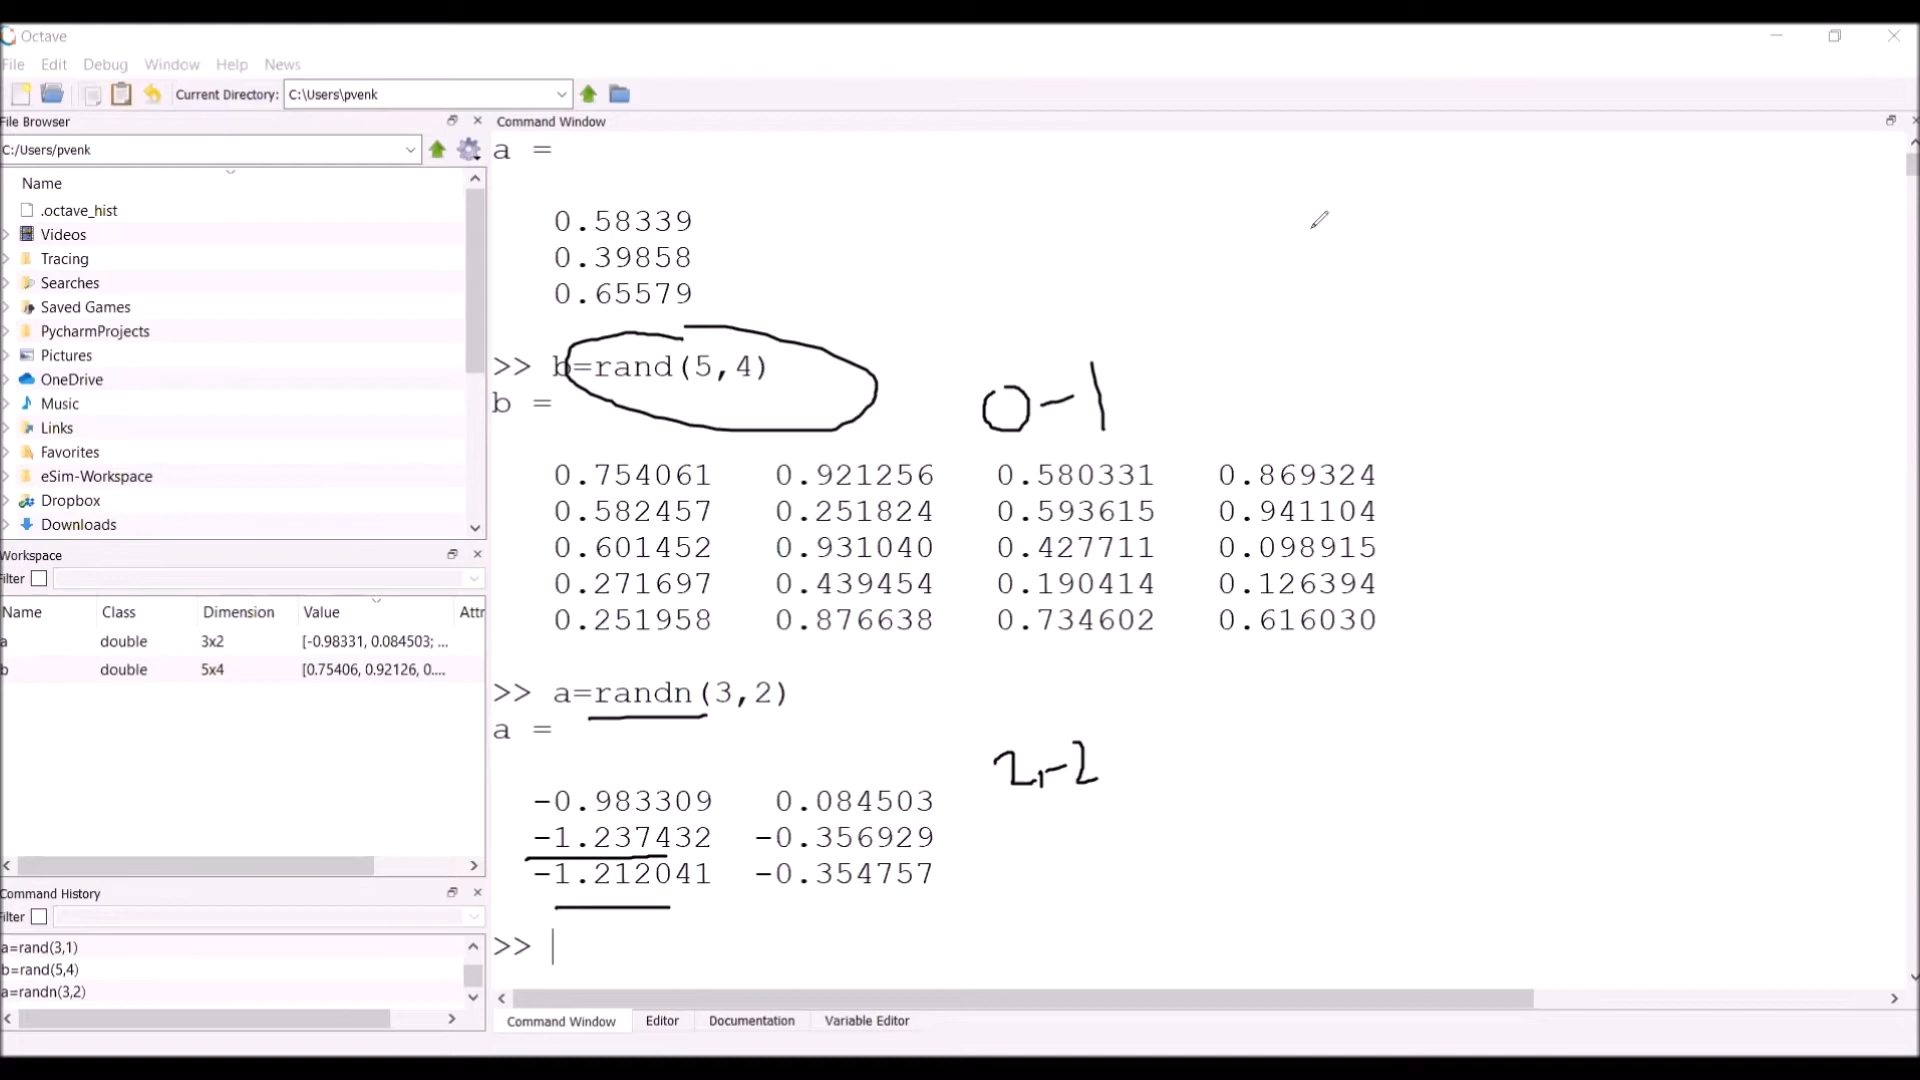 Octave
File Edit Debug Window Help News
Current Directory: C:\Users\pvenk
File Browser
C:/Users/pvenk
Name
.octave_hist
Videos
Tracing
Searches
Saved Games
PycharmProjects
Pictures
OneDrive
Music
Links
Favorites
eSim-Workspace
Dropbox
Downloads
Workspace
Filter
Name Class Dimension Value Attr
a double 3x2 [-0.98331, 0.084503; ...
b double 5x4 [0.75406, 0.92126, 0....
Command History
Filter
a=rand(3,1)
b=rand(5,4)
a=randn(3,2)
Command Window
a =
0.58339
0.39858
0.65579
>> b=rand(5,4)
b =
0-1
0.754061 0.921256 0.580331 0.869324
0.582457 0.251824 0.593615 0.941104
0.601452 0.931040 0.427711 0.098915
0.271697 0.439454 0.190414 0.126394
0.251958 0.876638 0.734602 0.616030
>> a=randn(3,2)
a =
2,-2
-0.983309 0.084503
-1.237432 -0.356929
-1.212041 -0.354757
>>
Command Window Editor Documentation Variable Editor